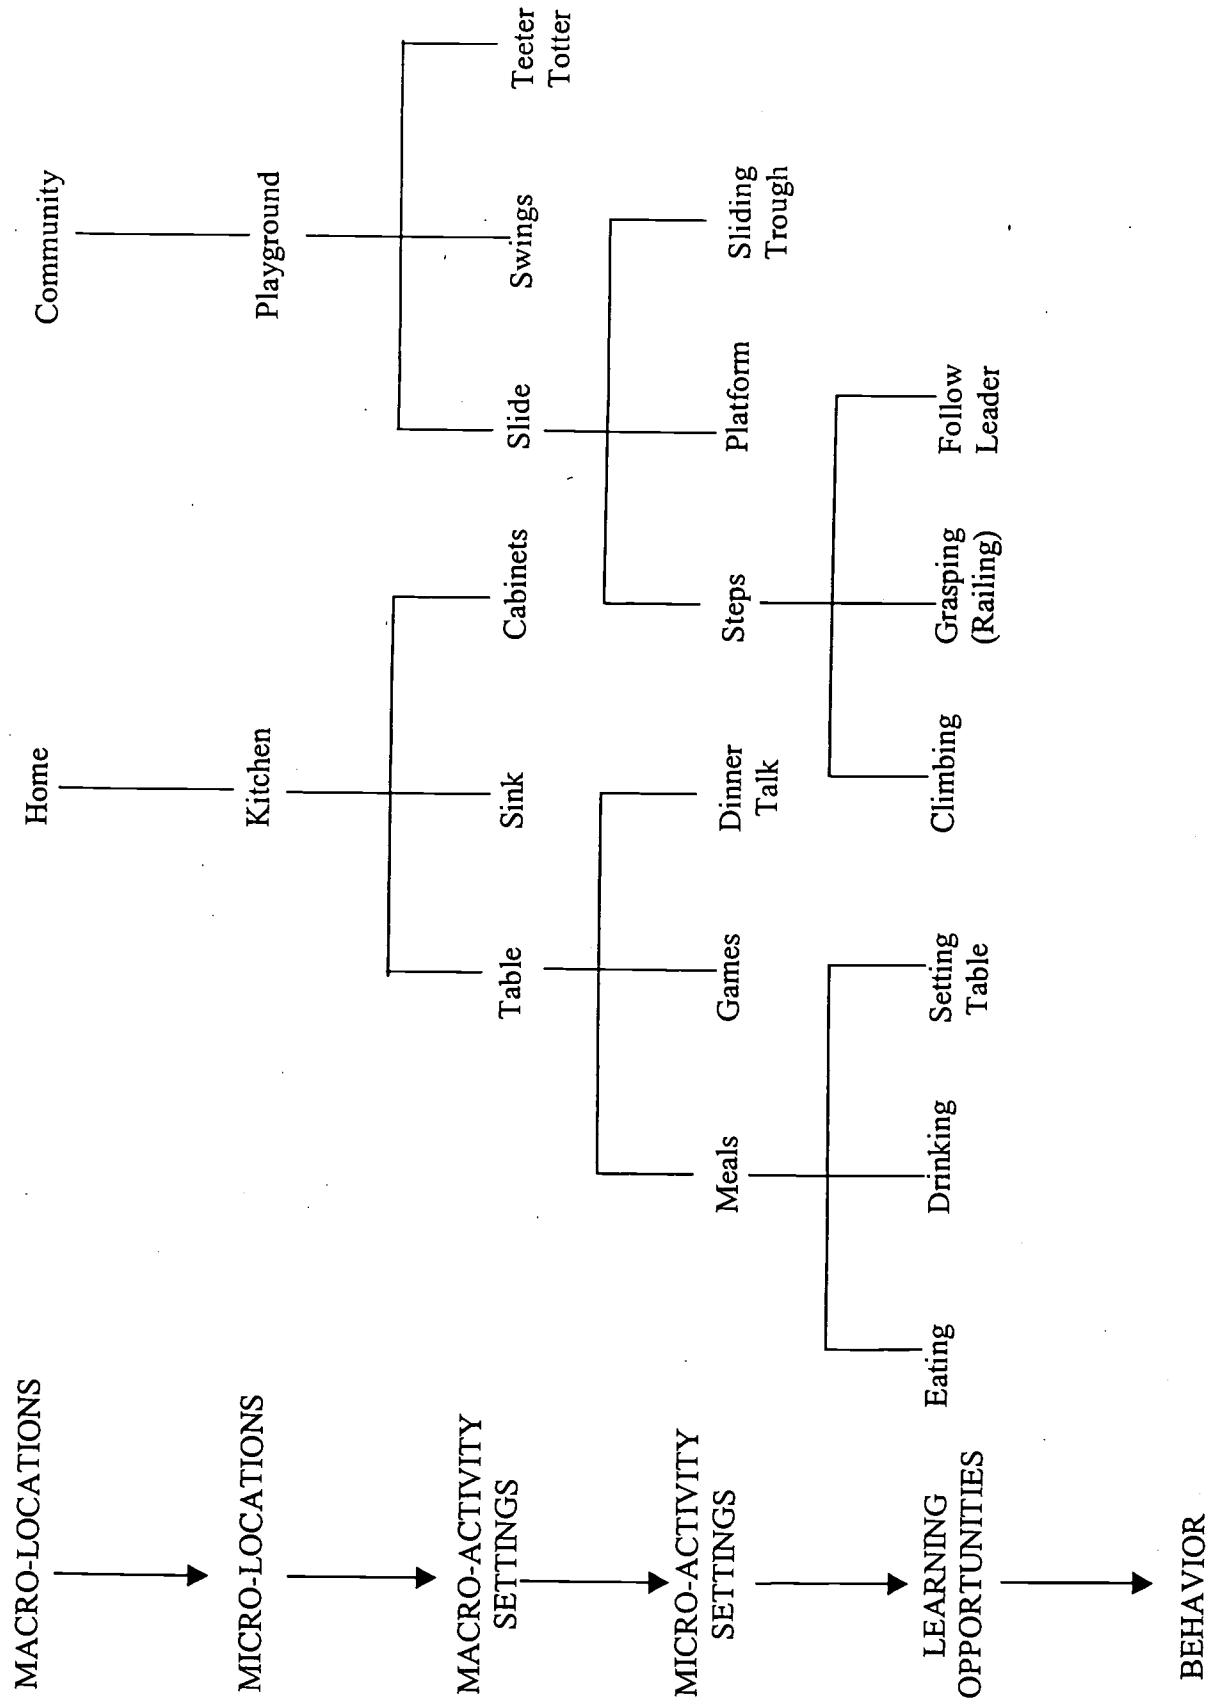 MACRO-LOCATIONS
Home
Community
MICRO-LOCATIONS
Kitchen
Playground
MACRO-ACTIVITY
SETTINGS
Table
Sink
Cabinets
Slide
Swings
Teeter
Totter
MICRO-ACTIVITY
SETTINGS
Meals
Games
Dinner
Talk
Steps
Platform
Sliding
Trough
LEARNING
OPPORTUNITIES
Eating
Drinking
Setting
Table
Climbing
Grasping
(Railing)
Follow
Leader
BEHAVIOR